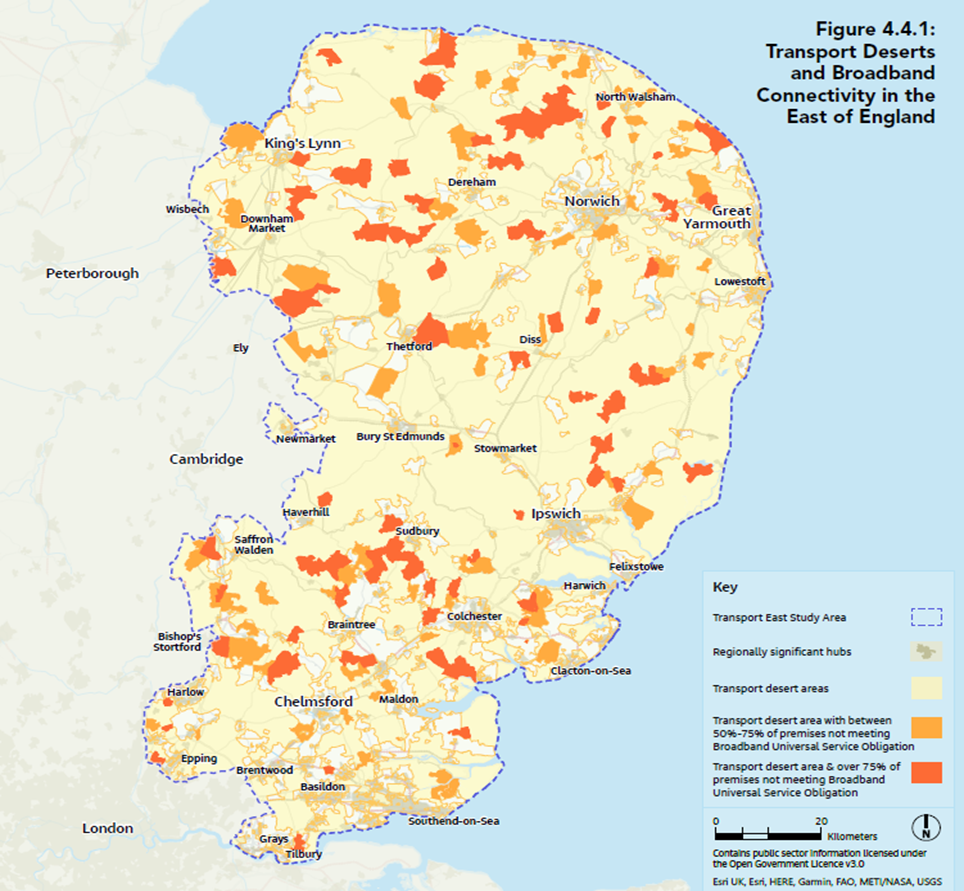 Figure 4.4.1:
Transport Deserts
and Broadband
Connectivity in the
East of England
North Walsham
King's Lynn
Dereham
Norwich
Wisbech
Downham
Market
Great
Yarmouth
Peterborough
Lowestoft
Ely
Thetford
Diss
Newmarket
Bury St Edmunds
Stowmarket
Cambridge
Haverhill
Ipswich
Sudbury
Saffron
Walden
Felixstowe
Harwich
Colchester
Braintree
Bishop's
Stortford
Clacton-on-Sea
Harlow
Chelmsford
Maldon
Epping
Brentwood
Basildon
Southend-on-Sea
London
Grays
Tilbury
Key
Transport East Study Area
Regionally significant hubs
Transport desert areas
Transport desert area with between
50%-75% of premises not meeting
Broadband Universal Service Obligation
Transport desert area & over 75% of
premises not meeting Broadband
Universal Service Obligation
0 20
Kilometers
N
Contains public sector information licensed under
the Open Government Licence v3.0
Esri UK, Esri, HERE, Garmin, FAO, METI/NASA, USGS